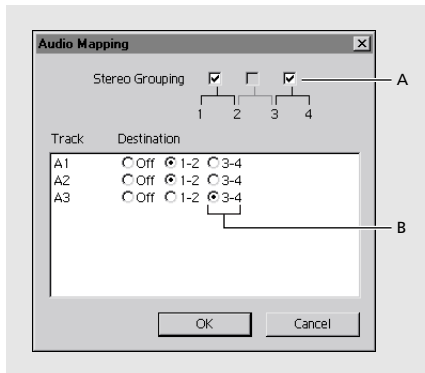 Audio Mapping
Stereo Grouping
A
1 2 3 4
Track Destination
A1 Off 1-2 3-4
A2 Off 1-2 3-4
A3 Off 1-2 3-4
B
OK Cancel